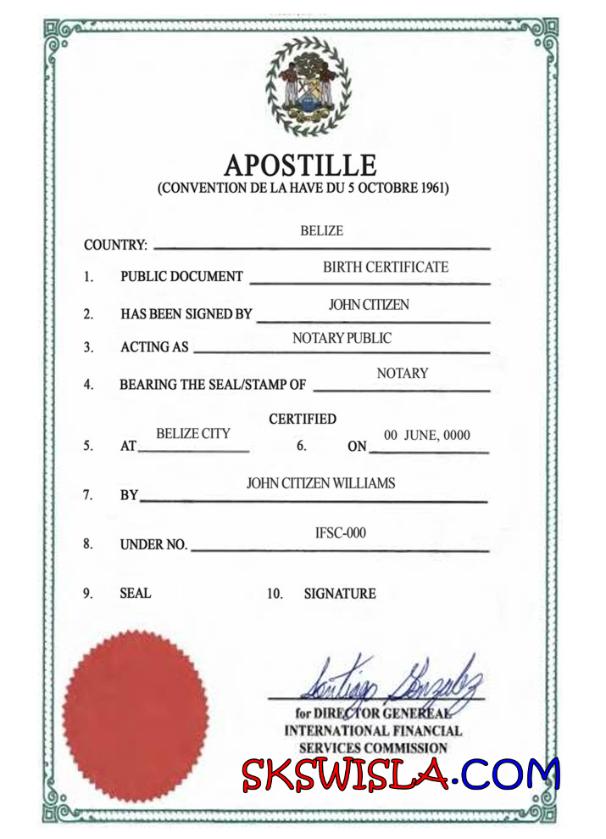 APOSTILLE
(CONVENTION DE LA HAVE DU 5 OCTOBRE 1961)
COUNTRY: BELIZE
1. PUBLIC DOCUMENT BIRTH CERTIFICATE
2. HAS BEEN SIGNED BY JOHN CITIZEN
3. ACTING AS NOTARY PUBLIC
4. BEARING THE SEAL/STAMP OF NOTARY
CERTIFIED
5. AT BELIZE CITY 6. ON 00 JUNE, 0000
7. BY JOHN CITIZEN WILLIAMS
8. UNDER NO. IFSC-000
9. SEAL 10. SIGNATURE
Santiago Gonzalez
for DIRECTOR GENEREAL
INTERNATIONAL FINANCIAL
SERVICES COMMISSION
SKSWISLA.COM